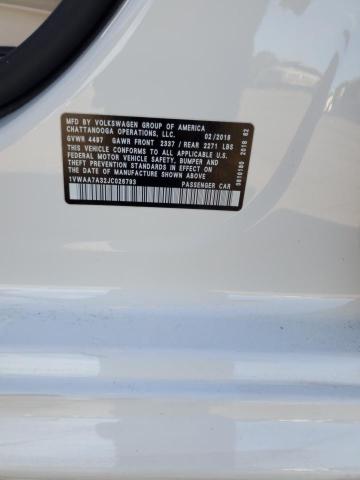 MFD. BY VOLKSWAGEN GROUP OF AMERICA
CHATTANOOGA OPERATIONS, LLC. 02/2018
GVWR 4497 GAWR FRONT 2337 / REAR 2271 LBS
THIS VEHICLE CONFORMS TO ALL APPLICABLE U.S.
FEDERAL MOTOR VEHICLE SAFETY, BUMPER, AND
THEFT PREVENTION STANDARDS IN EFFECT ON
THE DATE OF MANUFACTURE SHOWN ABOVE.
1VWAA7A32JC026793 PASSENGER CAR
2018 62